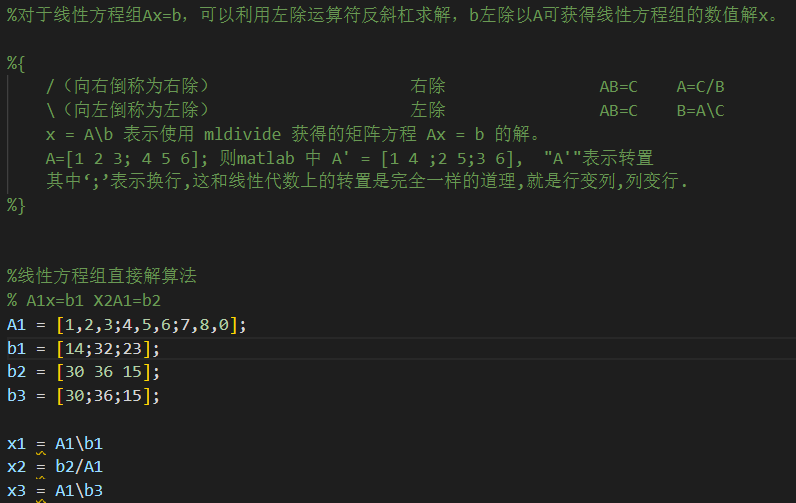 %对于线性方程组Ax=b，可以利用左除运算符反斜杠求解，b左除以A可获得线性方程组的数值解x。
%{
/（向右倒称为右除） 右除 AB=C A=C/B
\（向左倒称为左除） 左除 AB=C B=A\C
x = A\b 表示使用 mldivide 获得的矩阵方程 Ax = b 的解。
A=[1 2 3; 4 5 6]; 则matlab 中 A' = [1 4 ;2 5;3 6], "A'"表示转置
其中‘;’表示换行,这和线性代数上的转置是完全一样的道理,就是行变列,列变行.
%}
%线性方程组直接解算法
% A1x=b1 X2A1=b2
A1 = [1,2,3;4,5,6;7,8,0];
b1 = [14;32;23];
b2 = [30 36 15];
b3 = [30;36;15];
x1 = A1\b1
x2 = b2/A1
x3 = A1\b3